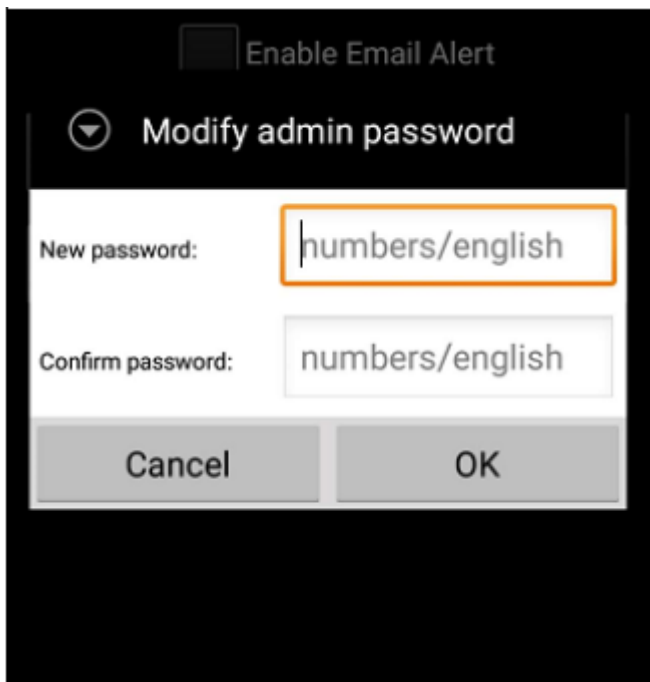 Enable Email Alert
Modify admin password
New password: numbers/english
Confirm password: numbers/english
Cancel OK